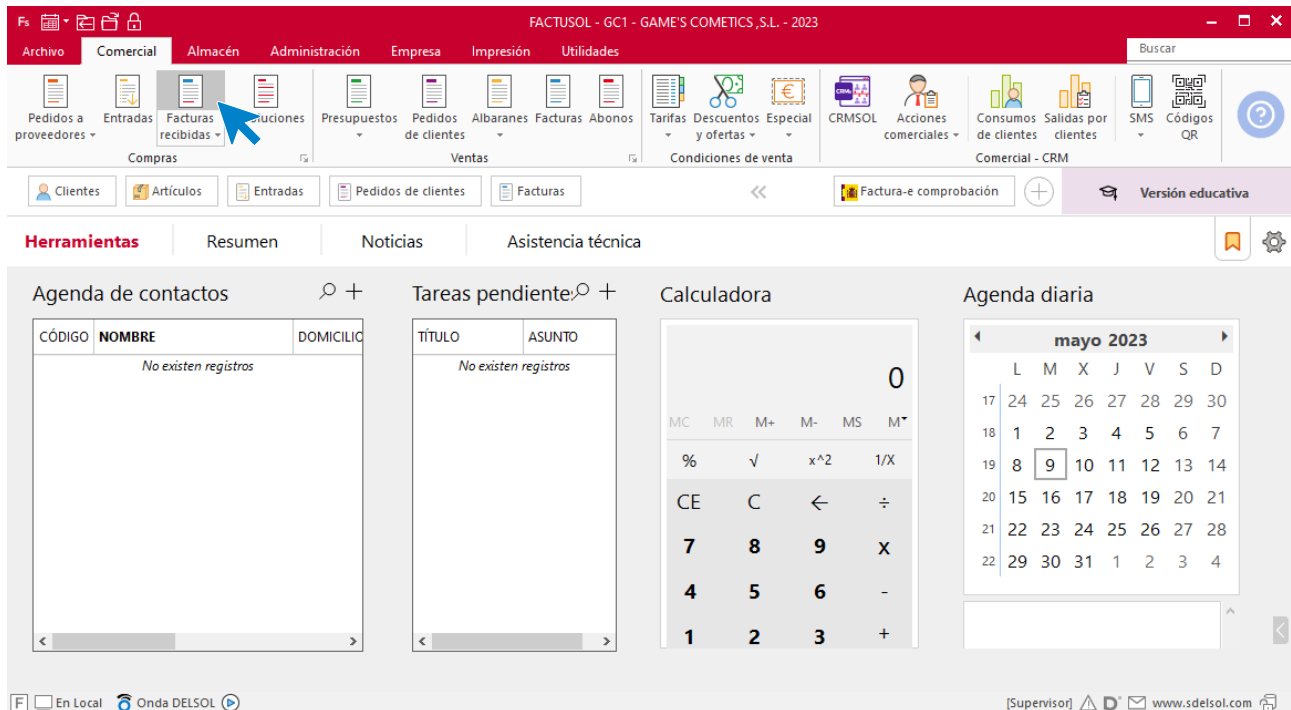 Fs
FACTUSOL - GC1 - GAME'S COMETICS ,S.L. - 2023
Archivo Comercial Almacén Administración Empresa Impresión Utilidades Buscar
Pedidos a proveedores
Entradas
Facturas recibidas
Presupuestos
Pedidos de clientes
Albaranes
Facturas
Abonos
Tarifas
Descuentos y ofertas
Especial
CRMSOL
Acciones comerciales
Consumos de clientes
Salidas por clientes
SMS
Códigos QR
?
Compras Ventas Condiciones de venta Comercial - CRM
Clientes Artículos Entradas Pedidos de clientes Facturas Factura-e comprobación Versión educativa
Herramientas Resumen Noticias Asistencia técnica
Agenda de contactos
CÓDIGO NOMBRE DOMICILIO
No existen registros
Tareas pendiente
TÍTULO ASUNTO
No existen registros
Calculadora
0
MC MR M+ M- MS M
% √ x^2 1/X
CE C ← ÷
7 8 9 x
4 5 6 -
1 2 3 +
Agenda diaria
mayo 2023
L M X J V S D
17 24 25 26 27 28 29 30
18 1 2 3 4 5 6 7
19 8 9 10 11 12 13 14
20 15 16 17 18 19 20 21
21 22 23 24 25 26 27 28
22 29 30 31 1 2 3 4
F En Local Onda DELSOL [Supervisor] D www.sdelsol.com